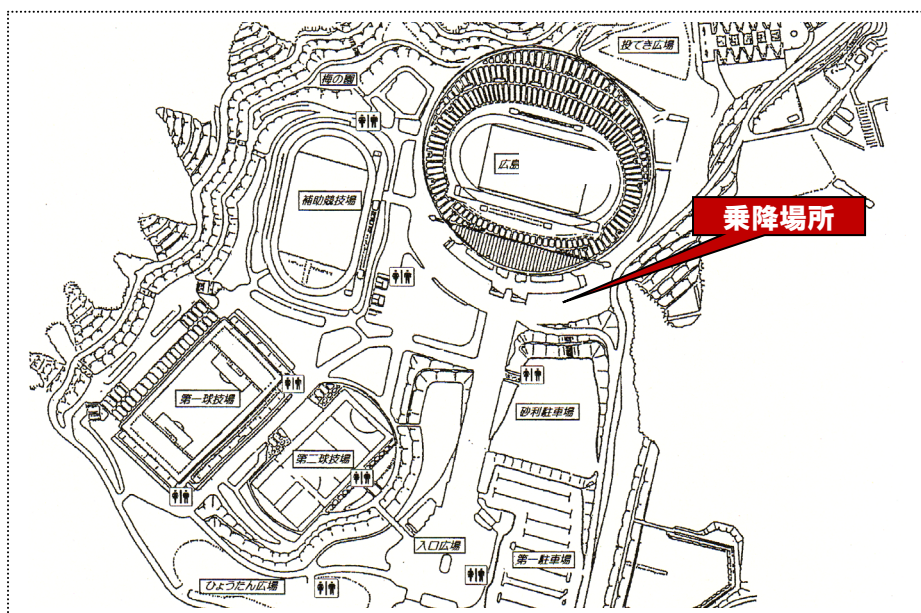 投てき広場
梅の園
広島
補助競技場
乗降場所
第一球技場
砂利駐車場
第二球技場
入口広場
第一駐車場
ひょうたん広場